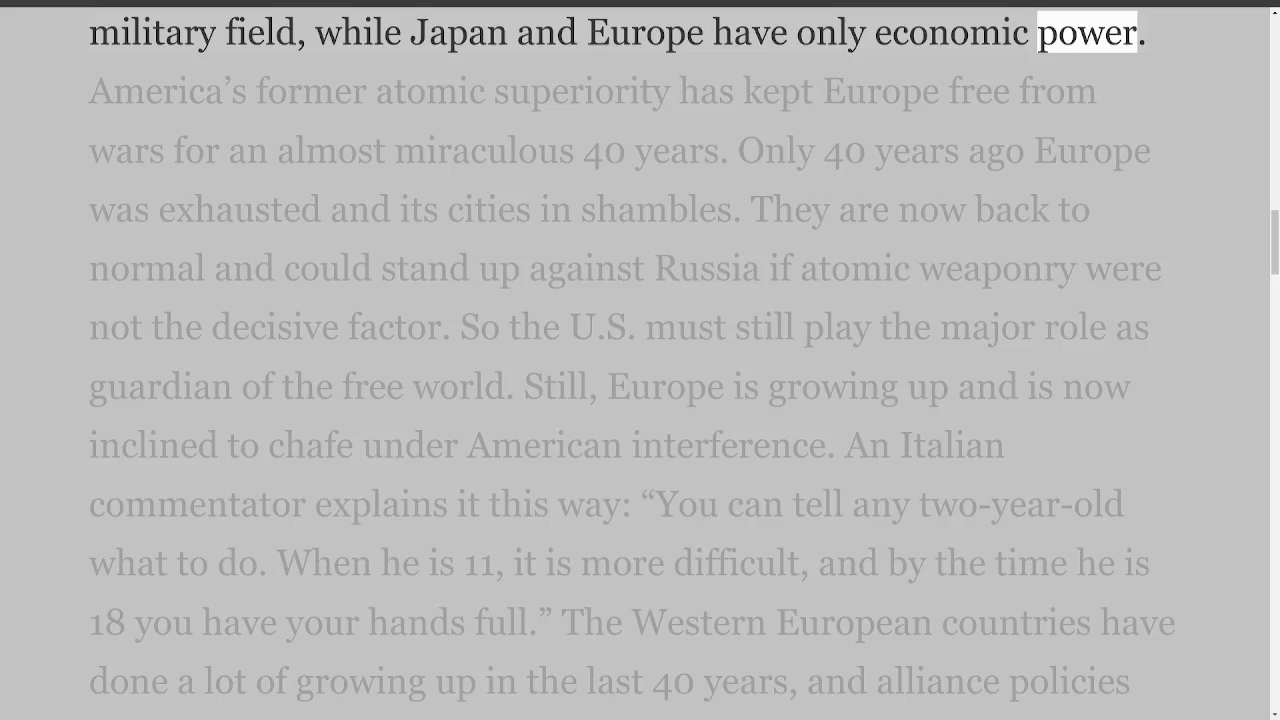 military field, while Japan and Europe have only economic power.
America’s former atomic superiority has kept Europe free from
wars for an almost miraculous 40 years. Only 40 years ago Europe
was exhausted and its cities in shambles. They are now back to
normal and could stand up against Russia if atomic weaponry were
not the decisive factor. So the U.S. must still play the major role as
guardian of the free world. Still, Europe is growing up and is now
inclined to chafe under American interference. An Italian
commentator explains it this way: “You can tell any two-year-old
what to do. When he is 11, it is more difficult, and by the time he is
18 you have your hands full.” The Western European countries have
done a lot of growing up in the last 40 years, and alliance policies